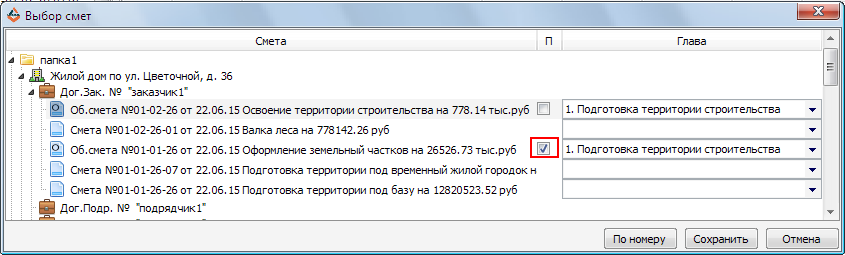 Выбор смет
Смета П Глава
папка1
Жилой дом по ул. Цветочной, д. 36
Дог.Зак. № "заказчик1"
Об.смета №01-02-26 от 22.06.15 Освоение территории строительства на 778.14 тыс.руб 1. Подготовка территории строительства
Смета №01-02-26-01 от 22.06.15 Валка леса на 778142.26 руб
Об.смета №01-01-26 от 22.06.15 Оформление земельный частков на 26526.73 тыс.руб 1. Подготовка территории строительства
Смета №01-01-26-07 от 22.06.15 Подготовка территории под временный жилой городок н
Смета №01-01-26-26 от 22.06.15 Подготовка территории под базу на 12820523.52 руб
Дог.Подр. № "подрядчик1"
По номеру Сохранить Отмена